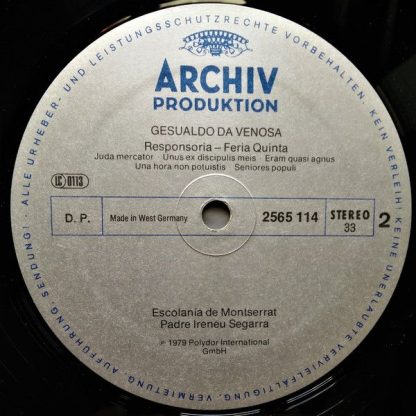 ALLE URHEBER- UND LEISTUNGSSCHUTZRECHTE VORBEHALTEN. KEIN VERLEIH! KEINE UNERLAUBTE VERVIELFÄLTIGUNG, VERMIETUNG, AUFFÜHRUNG, SENDUNG!
ARCHIV
PRODUKTION
GESUALDO DA VENOSA
Responsoria – Feria Quinta
Juda mercator · Unus ex discipulis meis · Eram quasi agnus
Una hora non potuistis · Seniores populi
LC 0113
D. P. Made in West Germany 2565 114 STEREO 2
33
Escolanía de Montserrat
Padre Ireneu Segarra
℗ 1979 Polydor International
GmbH